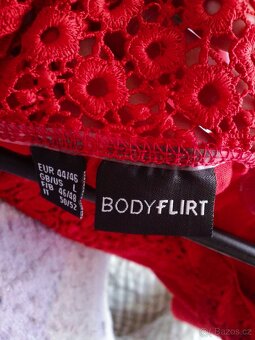 EUR 44/46
GB/US L
F/B 46/48
IT 50/52
BODYFLIRT
© Bazos.cz